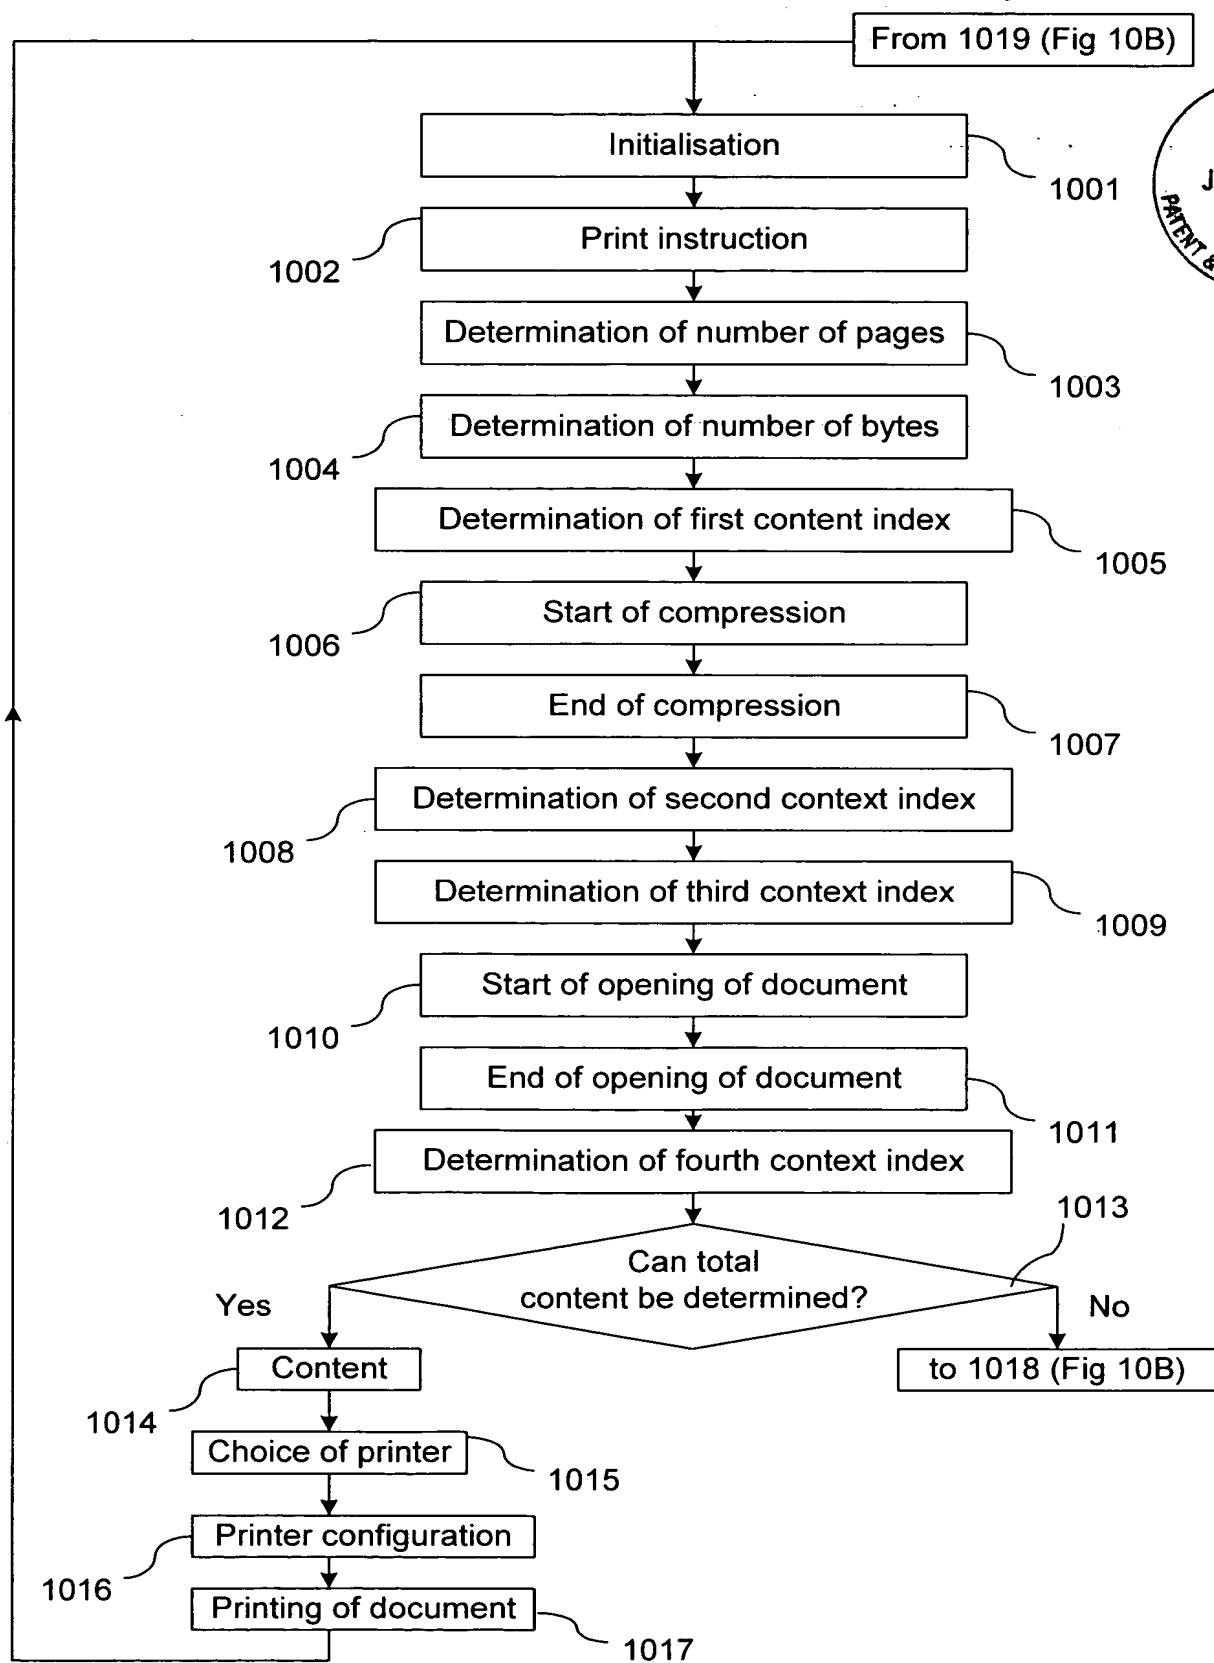 From 1019 (Fig 10B)
Initialisation
1001
Print instruction
1002
Determination of number of pages
1003
Determination of number of bytes
1004
Determination of first content index
1005
Start of compression
1006
End of compression
1007
Determination of second context index
1008
Determination of third context index
1009
Start of opening of document
1010
End of opening of document
1011
Determination of fourth context index
1012
1013
Can total
content be determined?
Yes
No
Content
to 1018 (Fig 10B)
1014
Choice of printer
1015
Printer configuration
1016
Printing of document
1017
J
PATENT &